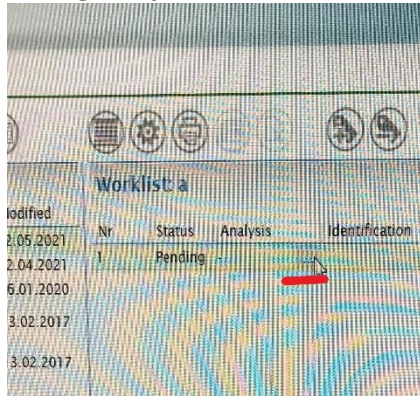 Worklist: a
Nr Status Analysis Identification
1 Pending -
odified
2.05.2021
2.04.2021
6.01.2020
3.02.2017
3.02.2017